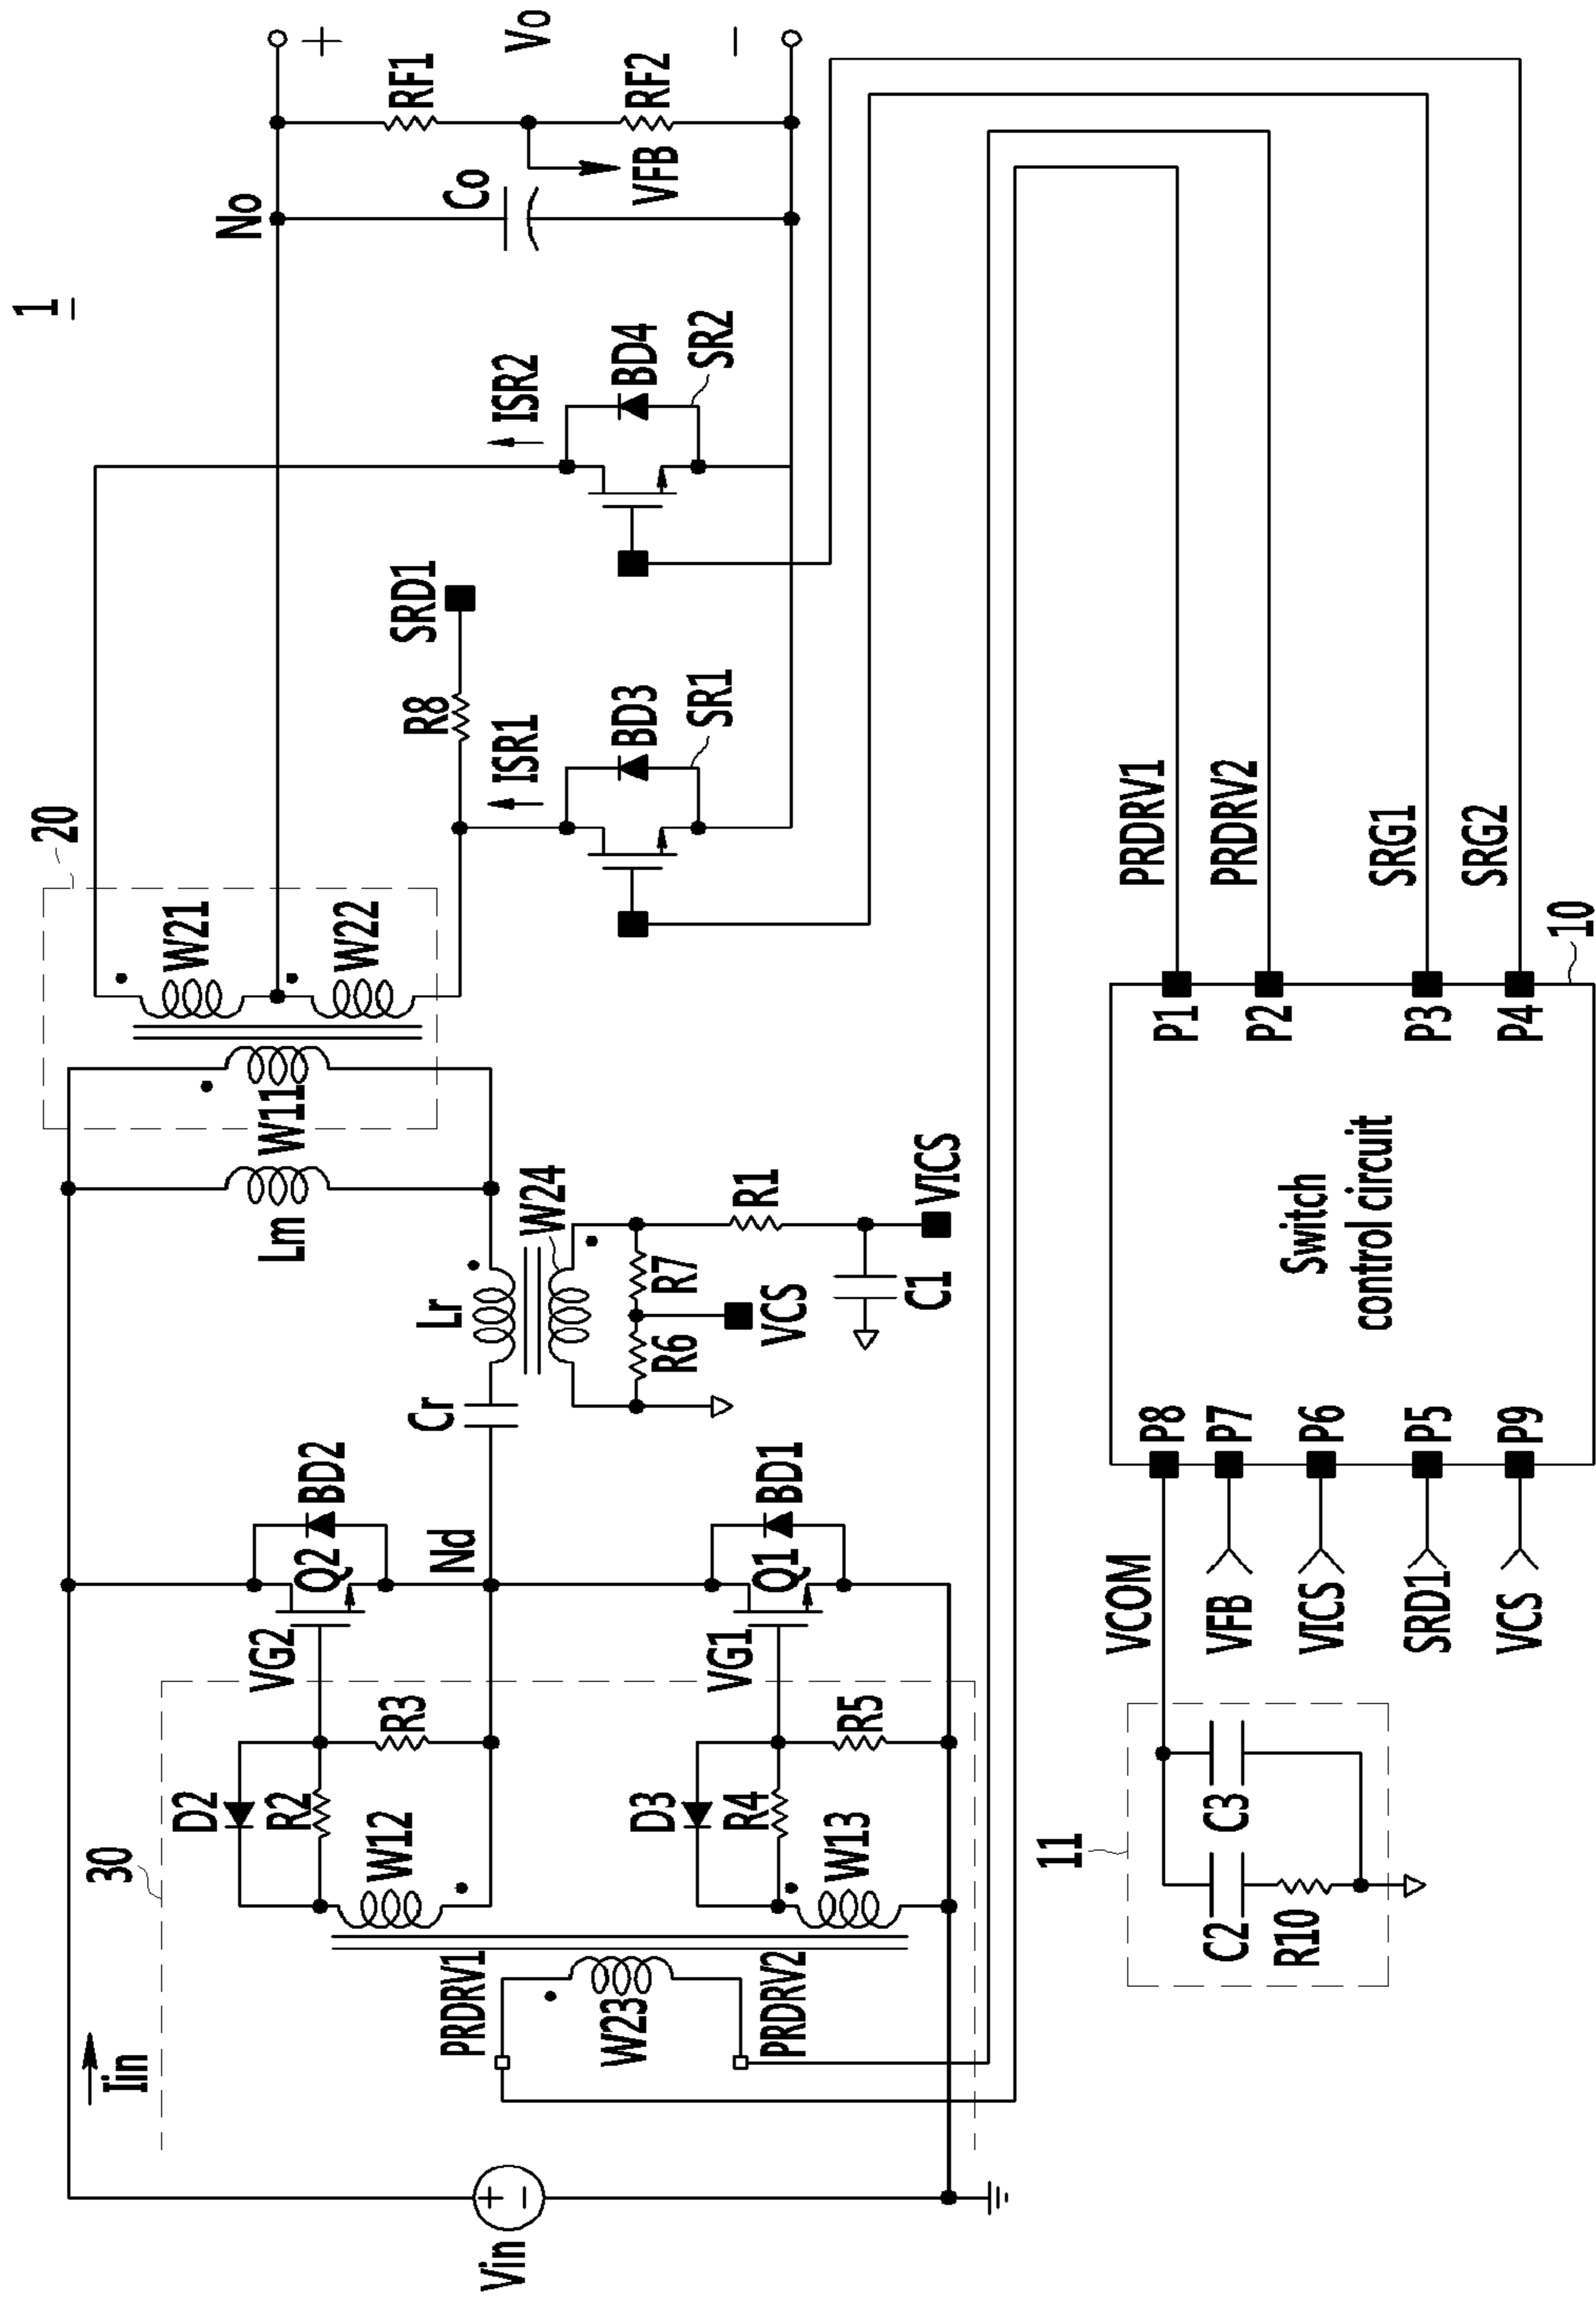 1
20
No
+
Vo
−
RF1
RF2
VFB
Co
W21
W22
W11
Lm
SRD1
R8
ISR1
BD3
SR1
ISR2
BD4
SR2
Lr
W24
Cr
R7
R6
VCS
R1
C1
VICS
BD2
Q2
VG2
Nd
BD1
Q1
VG1
30
D2
R2
R3
W12
D3
R4
R5
W13
PRDRV1
W23
PRDRV2
Iin
Vin
+
−
PRDRV1
PRDRV2
SRG1
SRG2
10
P1
P2
P3
P4
Switch
control circuit
P8
P7
P6
P5
P9
VCOM
VFB
VICS
SRD1
VCS
11
C2
C3
R10